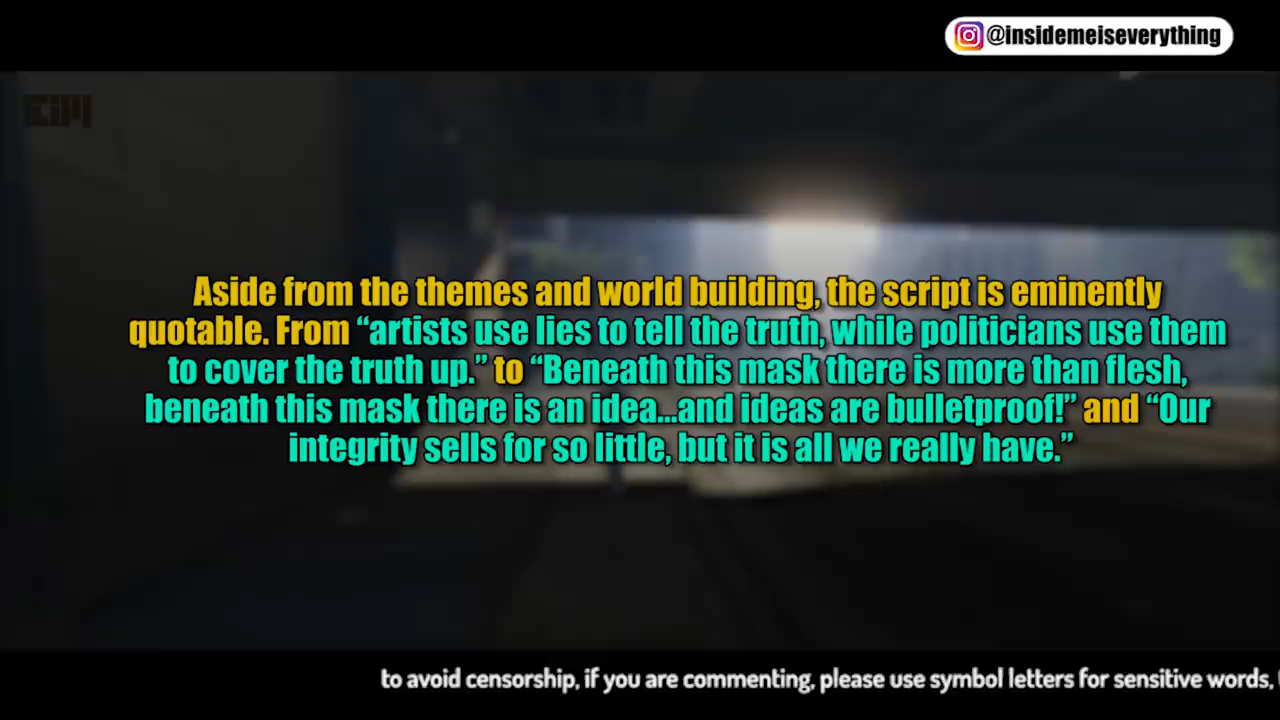 @insidemeiseverything
Aside from the themes and world building, the script is eminently
quotable. From “artists use lies to tell the truth, while politicians use them
to cover the truth up.” to “Beneath this mask there is more than flesh,
beneath this mask there is an idea...and ideas are bulletproof!” and “Our
integrity sells for so little, but it is all we really have.”
to avoid censorship, if you are commenting, please use symbol letters for sensitive words,